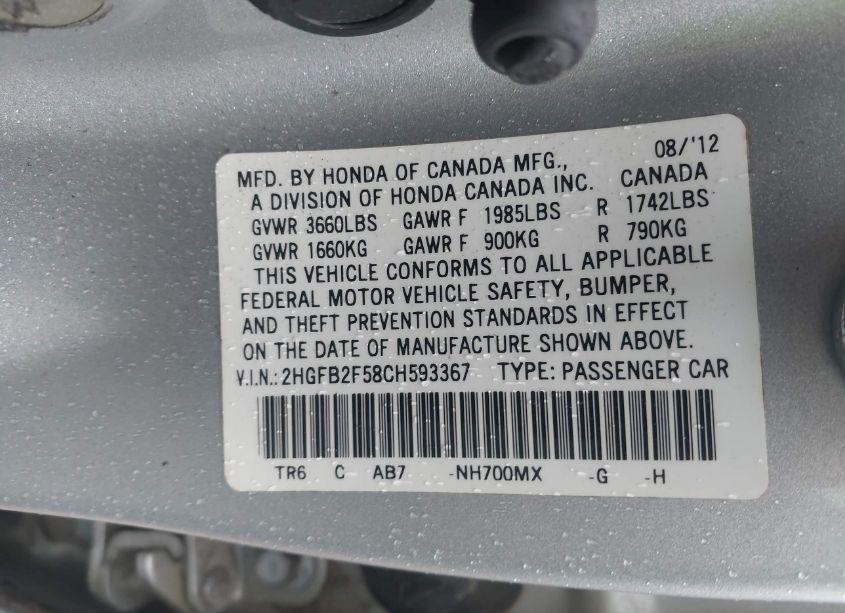 08/'12
MFD. BY HONDA OF CANADA MFG.,
A DIVISION OF HONDA CANADA INC. CANADA
GVWR 3660LBS GAWR F 1985LBS R 1742LBS
GVWR 1660KG GAWR F 900KG R 790KG
THIS VEHICLE CONFORMS TO ALL APPLICABLE
FEDERAL MOTOR VEHICLE SAFETY, BUMPER,
AND THEFT PREVENTION STANDARDS IN EFFECT
ON THE DATE OF MANUFACTURE SHOWN ABOVE.
V.I.N.: 2HGFB2F58CH593367 TYPE: PASSENGER CAR
TR6 C AB7 -NH700MX -G -H